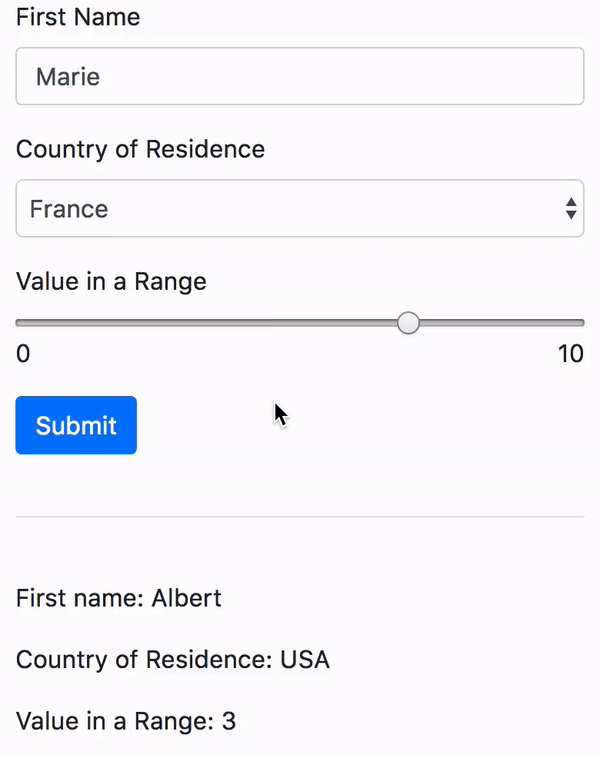 First Name
Marie
Country of Residence
France
Value in a Range
0 10
Submit
First name: Albert
Country of Residence: USA
Value in a Range: 3